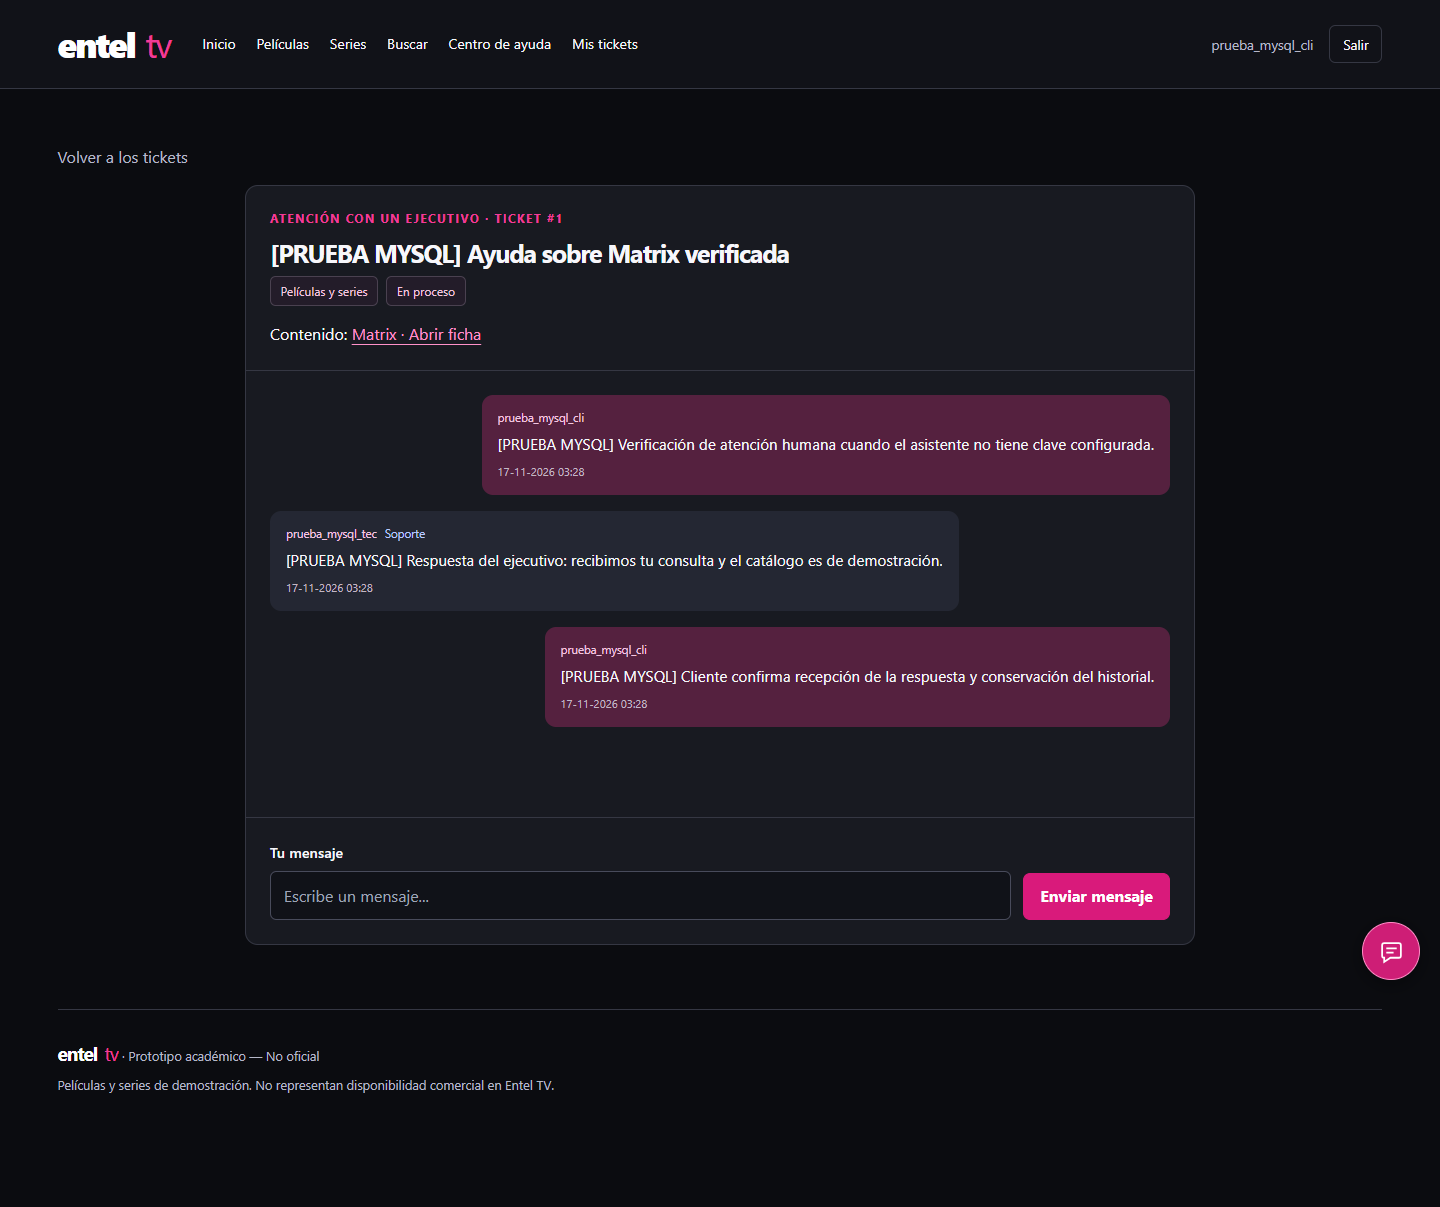 entel tv
Inicio
Películas
Series
Buscar
Centro de ayuda
Mis tickets
prueba_mysql_cli
Salir
Volver a los tickets
ATENCIÓN CON UN EJECUTIVO · TICKET #1
[PRUEBA MYSQL] Ayuda sobre Matrix verificada
Películas y series
En proceso
Contenido: Matrix · Abrir ficha
prueba_mysql_cli
[PRUEBA MYSQL] Verificación de atención humana cuando el asistente no tiene clave configurada.
17-11-2026 03:28
prueba_mysql_tec Soporte
[PRUEBA MYSQL] Respuesta del ejecutivo: recibimos tu consulta y el catálogo es de demostración.
17-11-2026 03:28
prueba_mysql_cli
[PRUEBA MYSQL] Cliente confirma recepción de la respuesta y conservación del historial.
17-11-2026 03:28
Tu mensaje
Escribe un mensaje...
Enviar mensaje
entel tv · Prototipo académico — No oficial
Películas y series de demostración. No representan disponibilidad comercial en Entel TV.